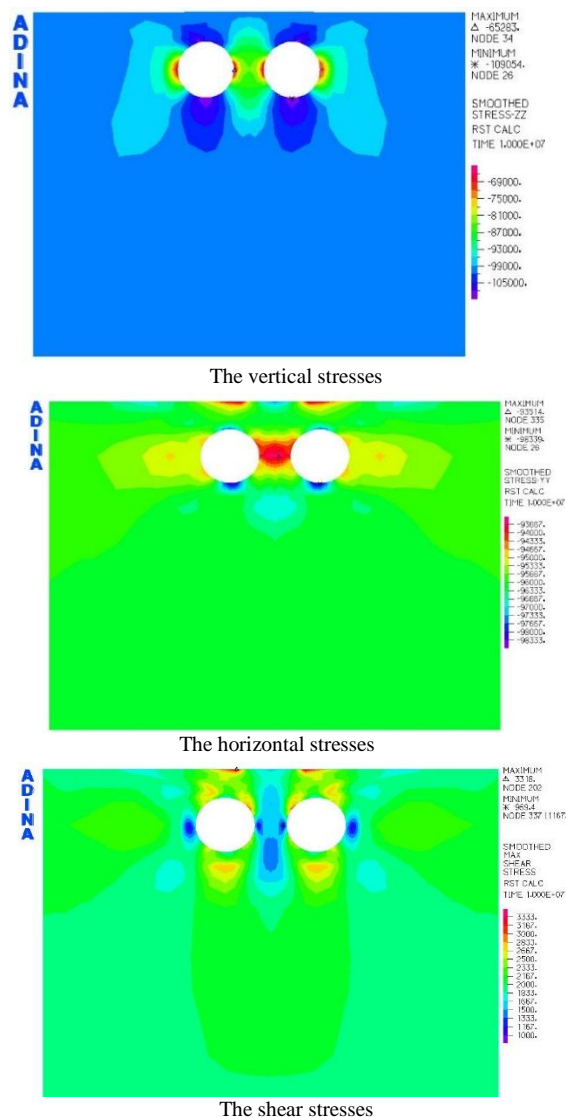 ADINA
MAXIMUM
Δ -65283.
NODE 34
MINIMUM
* -109054.
NODE 26
SMOOTHED
STRESS-ZZ
RST CALC
TIME 1.000E+07
-69000.
-75000.
-81000.
-87000.
-93000.
-99000.
-105000.
The vertical stresses
ADINA
MAXIMUM
Δ -93514.
NODE 335
MINIMUM
* -98339.
NODE 26
SMOOTHED
STRESS-YY
RST CALC
TIME 1.000E+07
-93667.
-94000.
-94333.
-94667.
-95000.
-95333.
-95667.
-96000.
-96333.
-96667.
-97000.
-97333.
-97667.
-98000.
-98333.
The horizontal stresses
ADINA
MAXIMUM
Δ 3318.
NODE 202
MINIMUM
* 969.4
NODE 337
SMOOTHED
MAX
SHEAR
STRESS
RST CALC
TIME 1.000E+07
3333.
3167.
3000.
2833.
2667.
2500.
2333.
2167.
2000.
1833.
1667.
1500.
1333.
1167.
1000.
The shear stresses